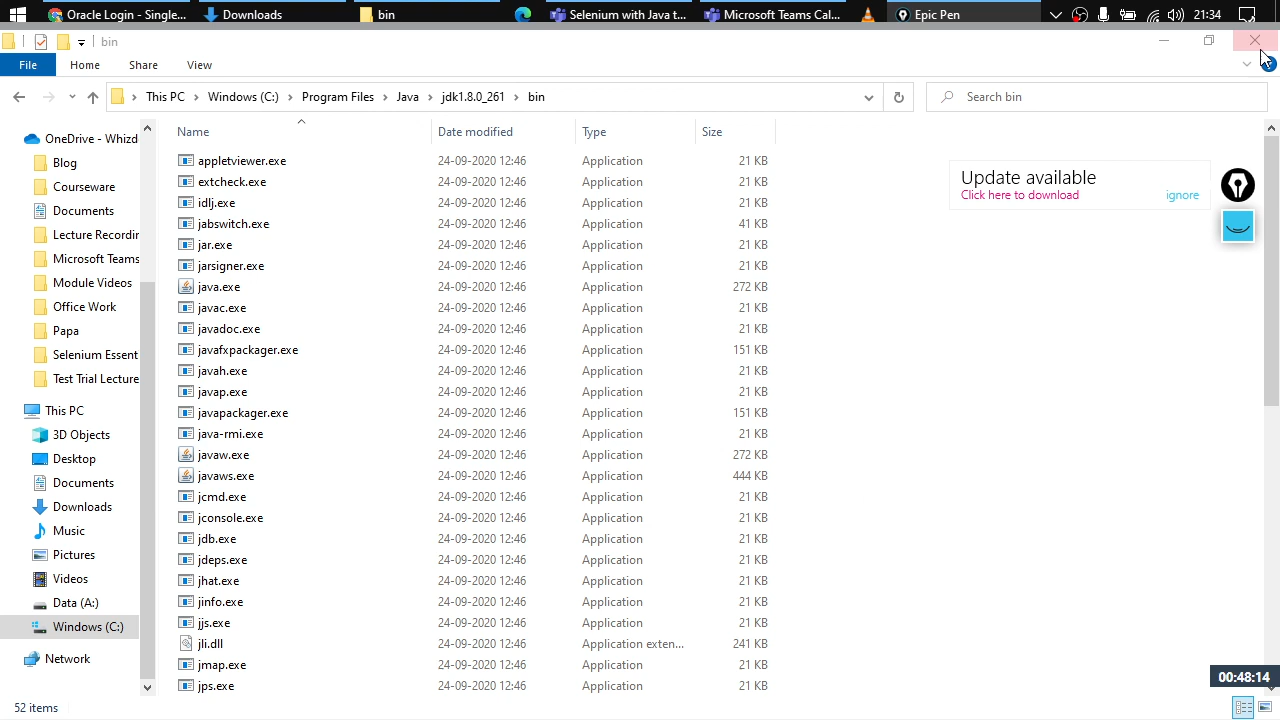 Oracle Login - Single...
Downloads
bin
Selenium with Java t...
Microsoft Teams Cal...
Epic Pen
21:34
bin
File
Home
Share
View
This PC > Windows (C:) > Program Files > Java > jdk1.8.0_261 > bin
Search bin
Name
Date modified
Type
Size
OneDrive - Whizd
Blog
Courseware
Documents
Lecture Recordir
Microsoft Teams
Module Videos
Office Work
Papa
Selenium Essent
Test Trial Lecture
This PC
3D Objects
Desktop
Documents
Downloads
Music
Pictures
Videos
Data (A:)
Windows (C:)
Network
appletviewer.exe 24-09-2020 12:46 Application 21 KB
extcheck.exe 24-09-2020 12:46 Application 21 KB
idlj.exe 24-09-2020 12:46 Application 21 KB
jabswitch.exe 24-09-2020 12:46 Application 41 KB
jar.exe 24-09-2020 12:46 Application 21 KB
jarsigner.exe 24-09-2020 12:46 Application 21 KB
java.exe 24-09-2020 12:46 Application 272 KB
javac.exe 24-09-2020 12:46 Application 21 KB
javadoc.exe 24-09-2020 12:46 Application 21 KB
javafxpackager.exe 24-09-2020 12:46 Application 151 KB
javah.exe 24-09-2020 12:46 Application 21 KB
javap.exe 24-09-2020 12:46 Application 21 KB
javapackager.exe 24-09-2020 12:46 Application 151 KB
java-rmi.exe 24-09-2020 12:46 Application 21 KB
javaw.exe 24-09-2020 12:46 Application 272 KB
javaws.exe 24-09-2020 12:46 Application 444 KB
jcmd.exe 24-09-2020 12:46 Application 21 KB
jconsole.exe 24-09-2020 12:46 Application 21 KB
jdb.exe 24-09-2020 12:46 Application 21 KB
jdeps.exe 24-09-2020 12:46 Application 21 KB
jhat.exe 24-09-2020 12:46 Application 21 KB
jinfo.exe 24-09-2020 12:46 Application 21 KB
jjs.exe 24-09-2020 12:46 Application 21 KB
jli.dll 24-09-2020 12:46 Application exten... 241 KB
jmap.exe 24-09-2020 12:46 Application 21 KB
jps.exe 24-09-2020 12:46 Application 21 KB
Update available
Click here to download ignore
00:48:14
52 items